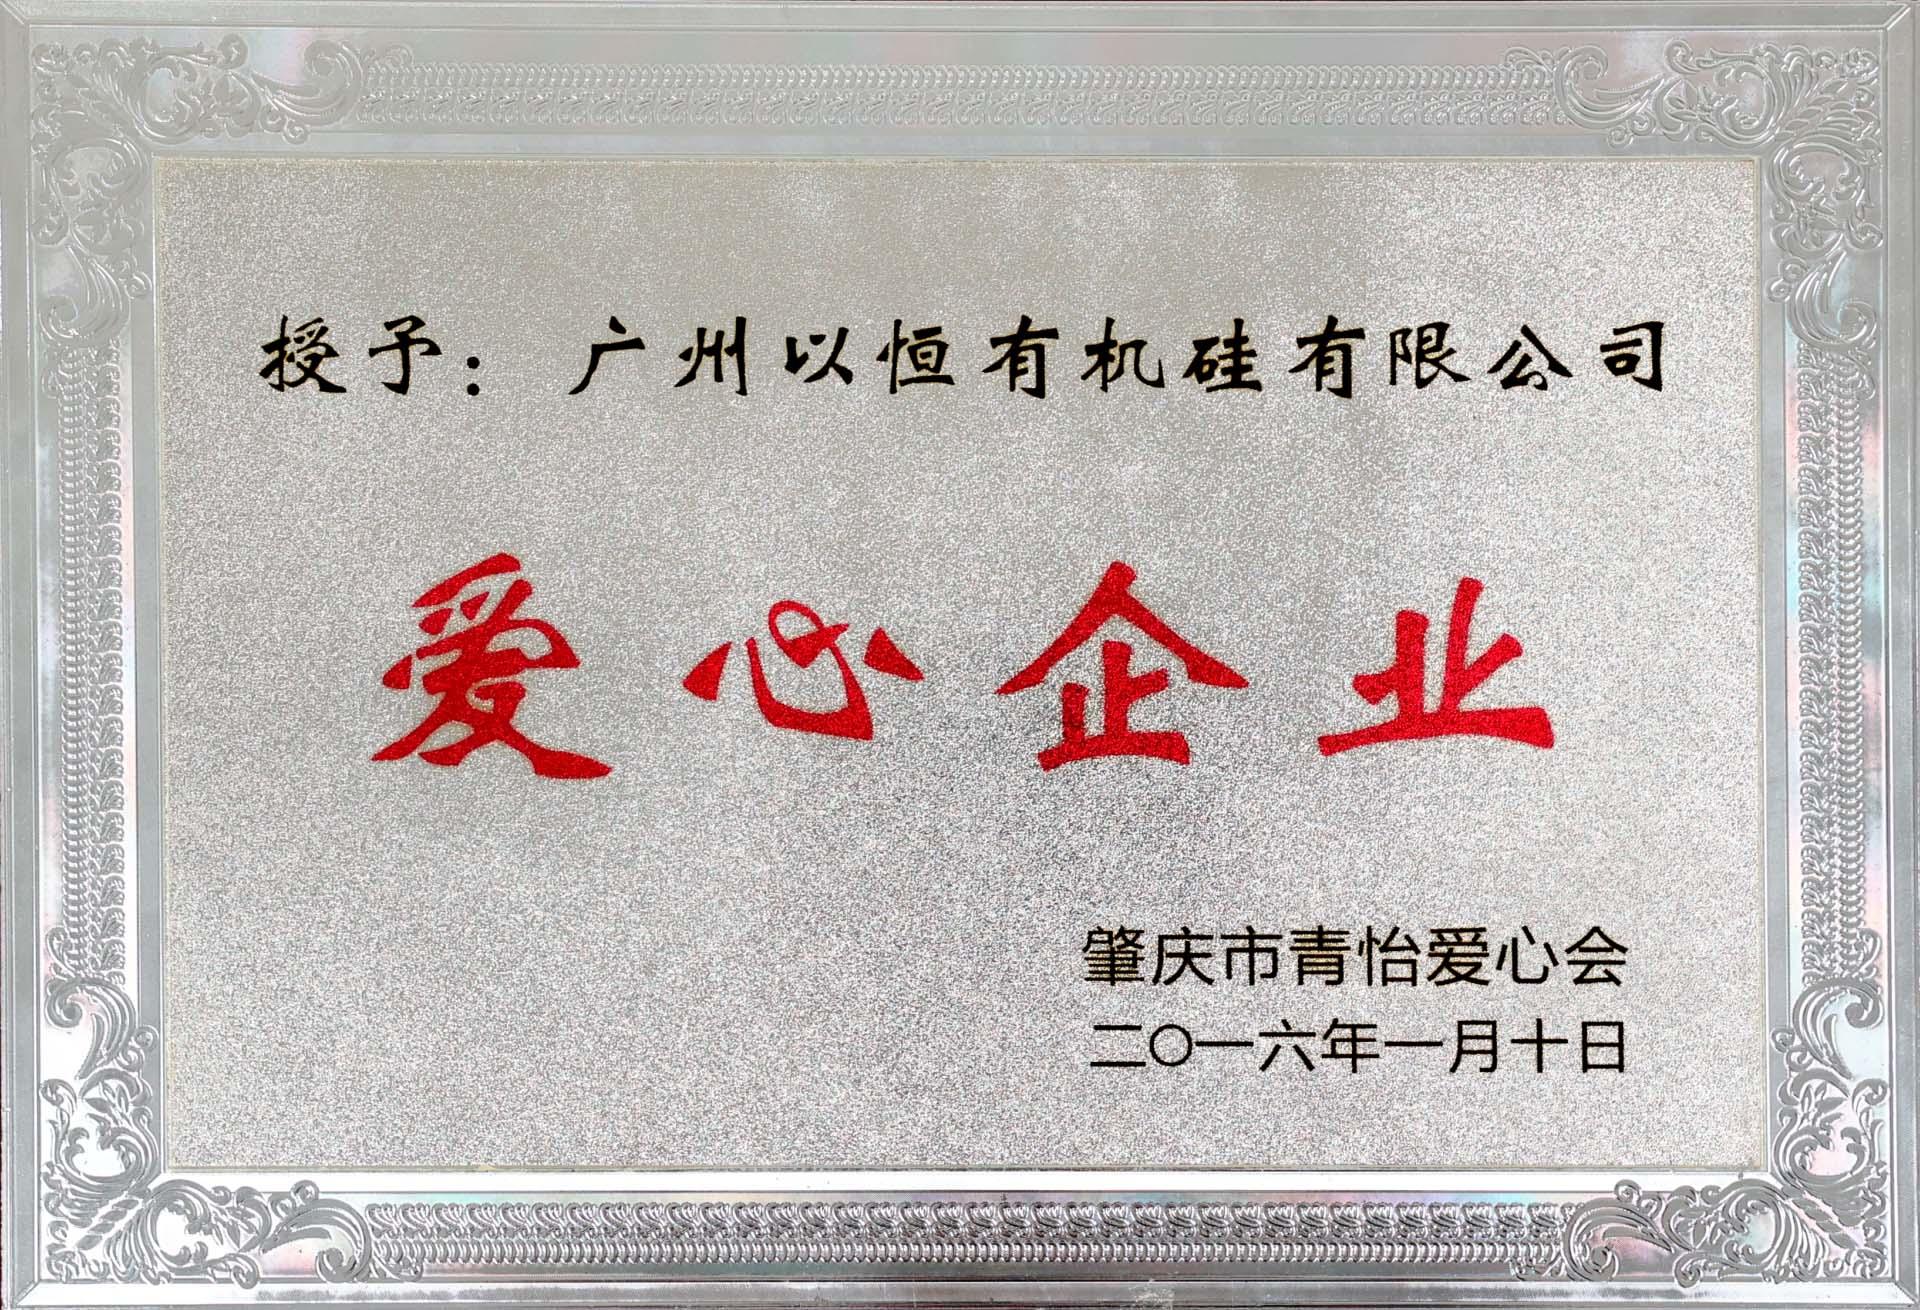 授予：广州以恒有机硅有限公司
爱心企业
肇庆市青怡爱心会
二〇一六年一月十日